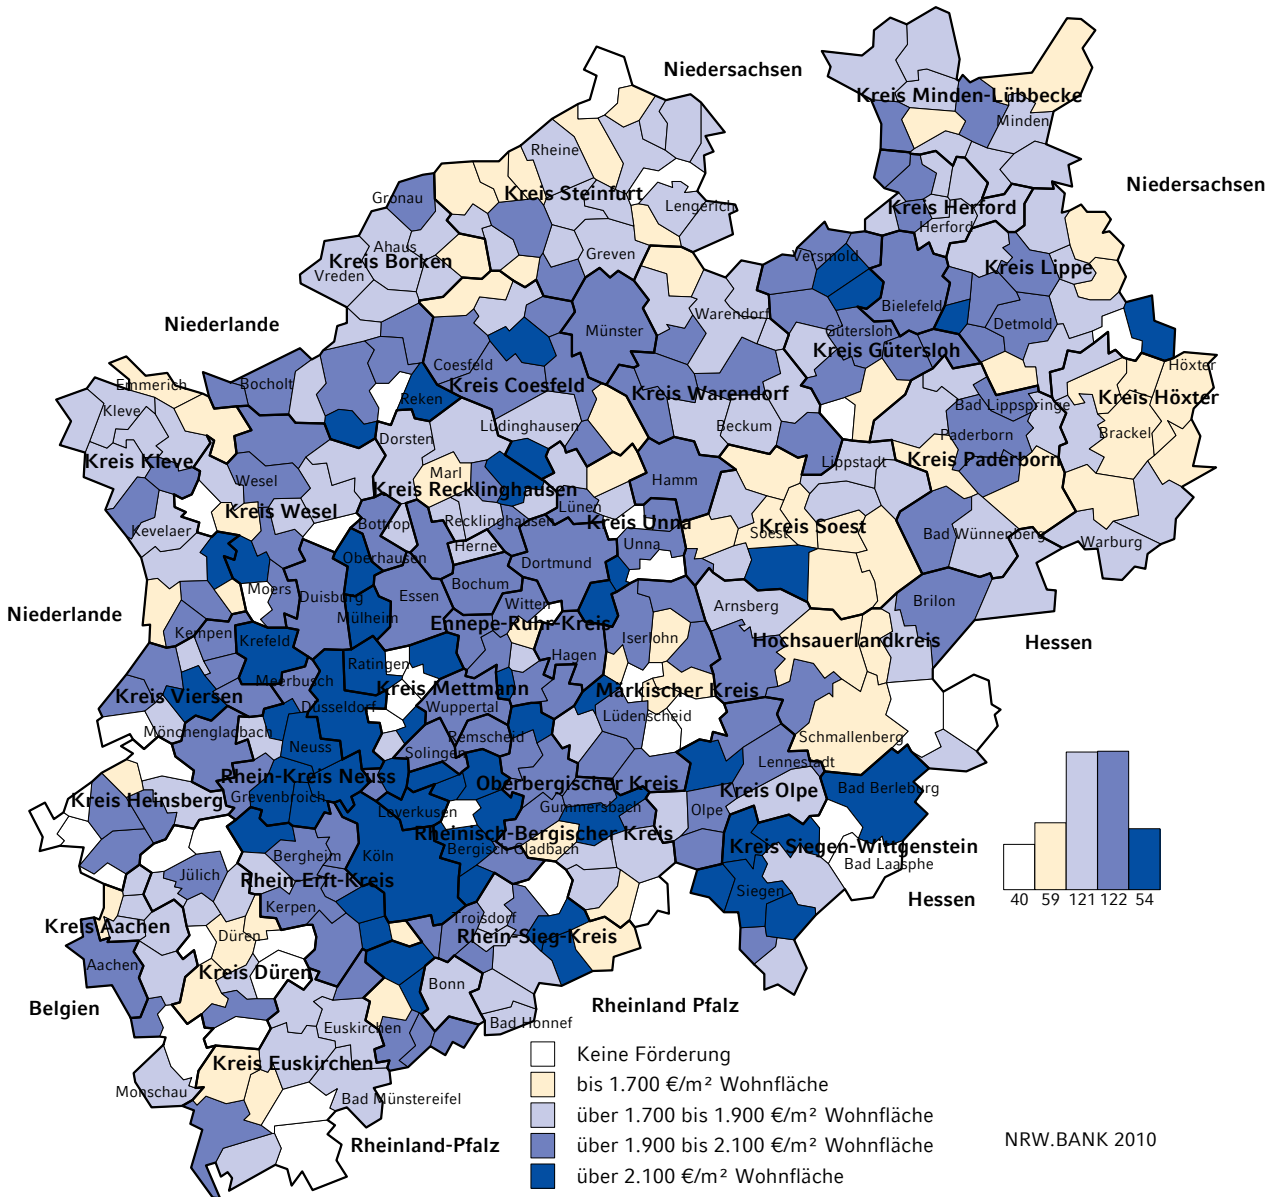 Niedersachsen
Kreis Minden-Lübbecke
Minden
Rheine
Niedersachsen
Kreis Steinfurt
Gronau
Lengerich
Kreis Herford
Herford
Ahaus
Greven
Versmold
Kreis Borken
Kreis Lippe
Vreden
Bielefeld
Warendorf
Niederlande
Münster
Gütersloh
Detmold
Kreis Gütersloh
Coesfeld
Höxter
Emmerich
Bocholt
Kreis Coesfeld
Kreis Warendorf
Kreis Höxter
Reken
Bad Lippspringe
Kleve
Lüdinghausen
Beckum
Paderborn
Brackel
Dorsten
Kreis Kleve
Lippstadt
Kreis Paderborn
Marl
Wesel
Kreis Recklinghausen
Hamm
Kreis Wesel
Lünen
Bottrop
Recklinghausen
Kreis Unna
Kreis Soest
Kevelaer
Soest
Bad Wünnenberg
Warburg
Herne
Unna
Oberhausen
Dortmund
Moers
Duisburg
Essen
Bochum
Witten
Arnsberg
Brilon
Niederlande
Mülheim
Ennepe-Ruhr-Kreis
Kempen
Krefeld
Iserlohn
Hochsauerlandkreis
Hessen
Hagen
Ratingen
Meerbusch
Kreis Mettmann
Märkischer Kreis
Kreis Viersen
Düsseldorf
Wuppertal
Lüdenscheid
Mönchengladbach
Remscheid
Schmallenberg
Neuss
Solingen
Lennestadt
Rhein-Kreis Neuss
Oberbergischer Kreis
Kreis Olpe
Bad Berleburg
Kreis Heinsberg
Grevenbroich
Gummersbach
Olpe
Leverkusen
Rheinisch-Bergischer Kreis
Kreis Siegen-Wittgenstein
Bergheim
Köln
Bergisch Gladbach
Bad Laasphe
Jülich
Rhein-Erft-Kreis
Siegen
Hessen
40 59 121 122 54
Kerpen
Kreis Aachen
Troisdorf
Düren
Rhein-Sieg-Kreis
Aachen
Kreis Düren
Bonn
Belgien
Rheinland Pfalz
Euskirchen
Bad Honnef
Kreis Euskirchen
Monschau
Bad Münstereifel
Rheinland-Pfalz
Keine Förderung
bis 1.700 €/m² Wohnfläche
über 1.700 bis 1.900 €/m² Wohnfläche
über 1.900 bis 2.100 €/m² Wohnfläche
über 2.100 €/m² Wohnfläche
NRW.BANK 2010